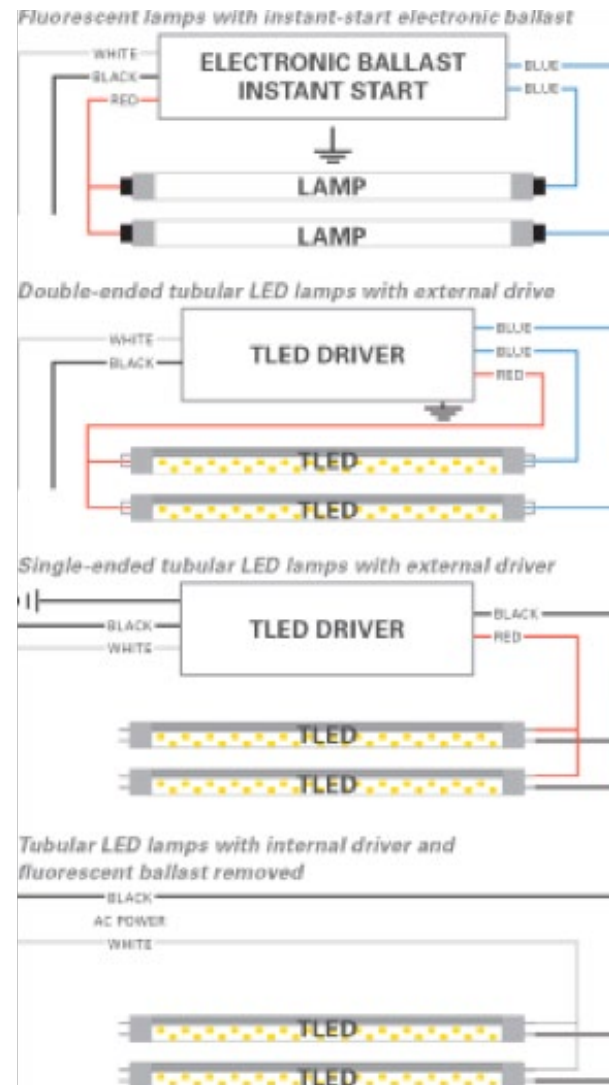 Fluorescent lamps with instant-start electronic ballast
WHITE
BLACK
RED
ELECTRONIC BALLAST
INSTANT START
BLUE
BLUE
LAMP
LAMP
Double-ended tubular LED lamps with external drive
WHITE
BLACK
TLED DRIVER
BLUE
BLUE
RED
TLED
TLED
Single-ended tubular LED lamps with external driver
BLACK
WHITE
TLED DRIVER
BLACK
RED
TLED
TLED
Tubular LED lamps with internal driver and
fluorescent ballast removed
BLACK
AC POWER
WHITE
TLED
TLED